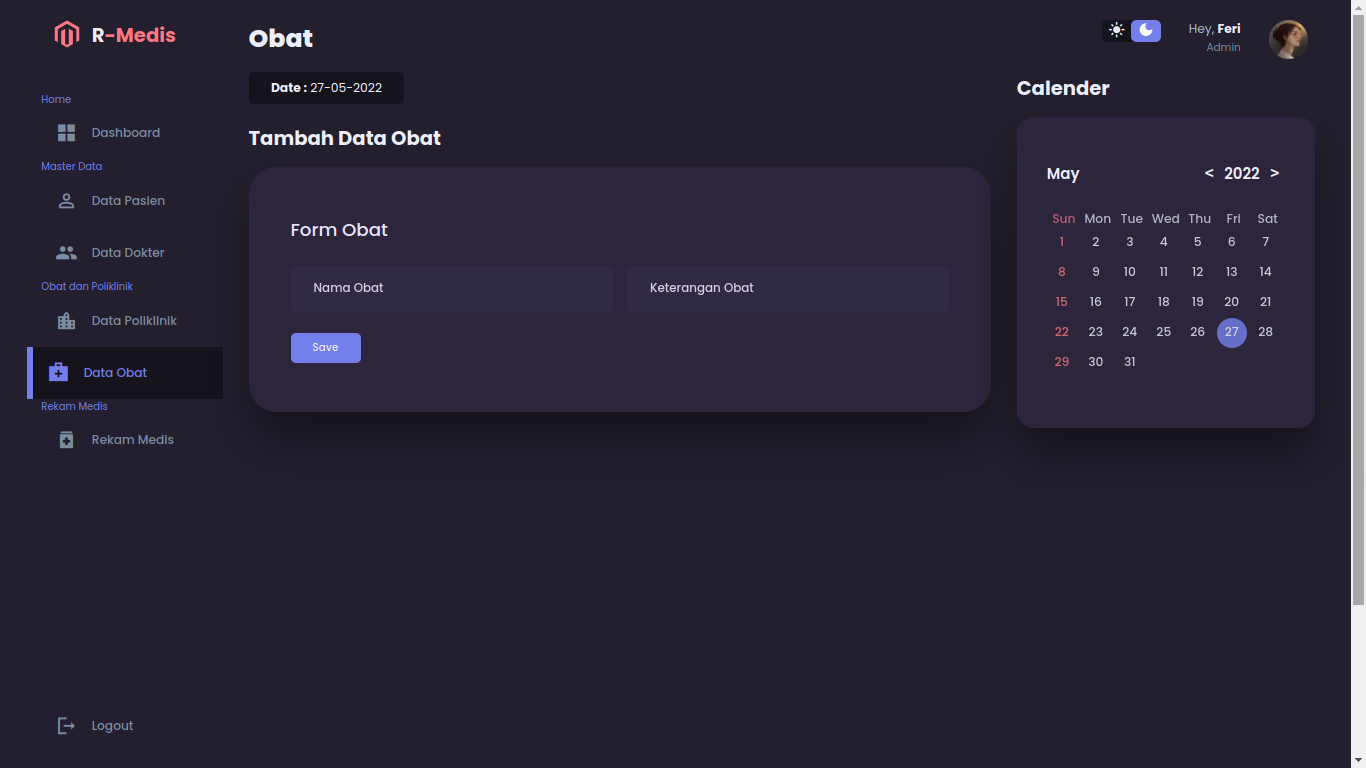 R-Medis
Home
Dashboard
Master Data
Data Pasien
Data Dokter
Obat dan Poliklinik
Data Poliklinik
Data Obat
Rekam Medis
Rekam Medis
Logout
Obat
Date : 27-05-2022
Tambah Data Obat
Form Obat
Nama Obat Keterangan Obat
Save
Hey, Feri
Admin
Calender
May < 2022 >
Sun Mon Tue Wed Thu Fri Sat
1 2 3 4 5 6 7
8 9 10 11 12 13 14
15 16 17 18 19 20 21
22 23 24 25 26 27 28
29 30 31